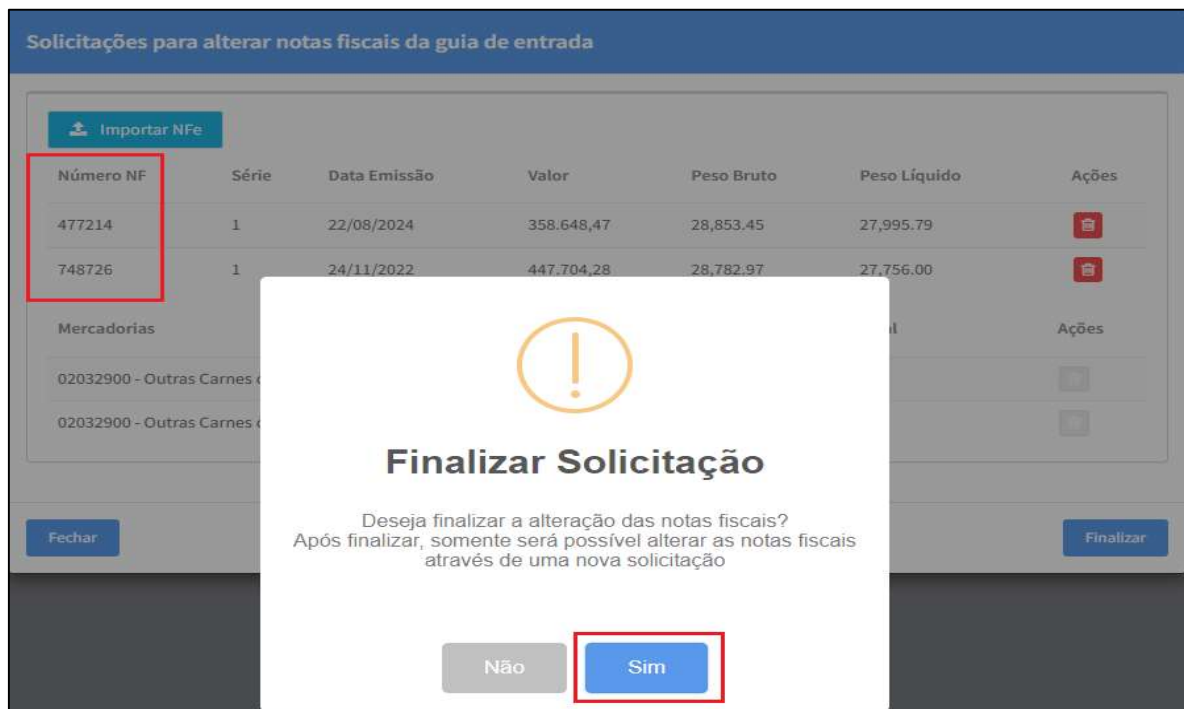 Solicitações para alterar notas fiscais da guia de entrada
Importar NFe
Número NF Série Data Emissão Valor Peso Bruto Peso Líquido Ações
477214 1 22/08/2024 358.648,47 28,853.45 27,995.79
748726 1 24/11/2022 447.704,28 28,782.97 27,756.00
Mercadorias Ações
02032900 - Outras Carnes
02032900 - Outras Carnes
Finalizar Solicitação
Deseja finalizar a alteração das notas fiscais?
Após finalizar, somente será possível alterar as notas fiscais
através de uma nova solicitação
Fechar Finalizar
Não Sim